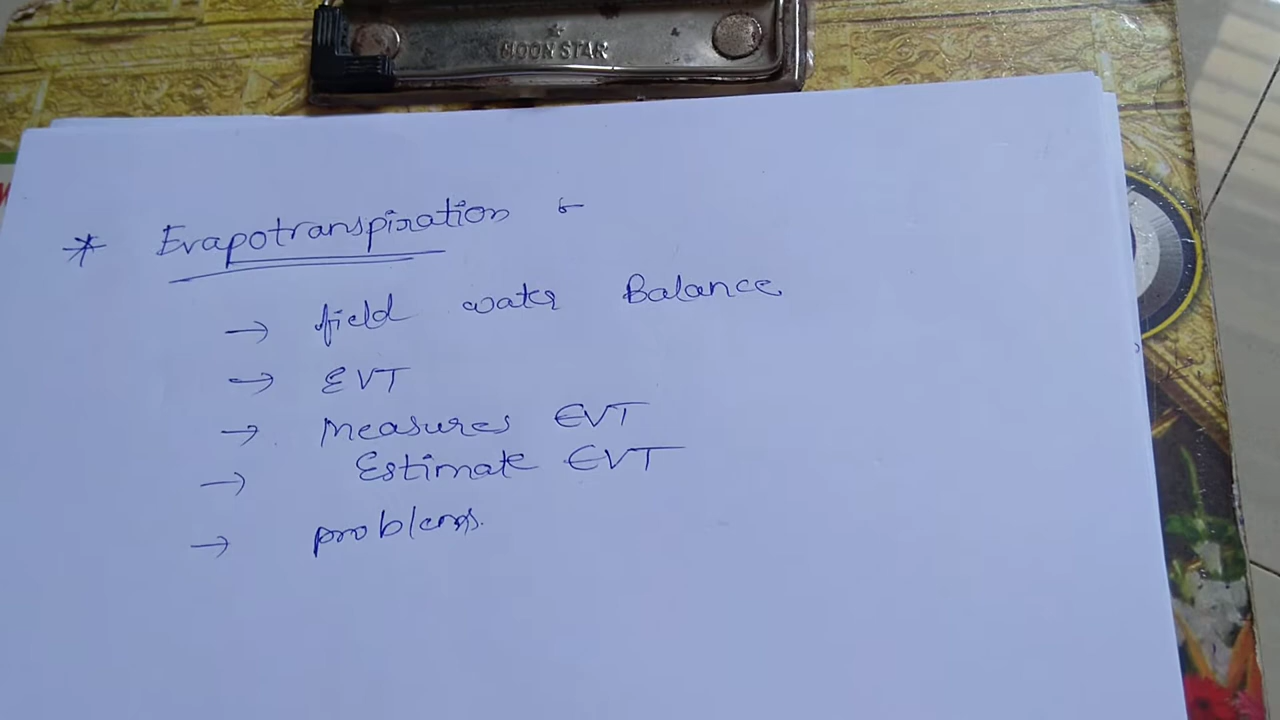 MOON STAR
* Evapotranspiration :-
→ field water Balance
→ EVT
→ Measures EVT
→ Estimate EVT
→ problems.